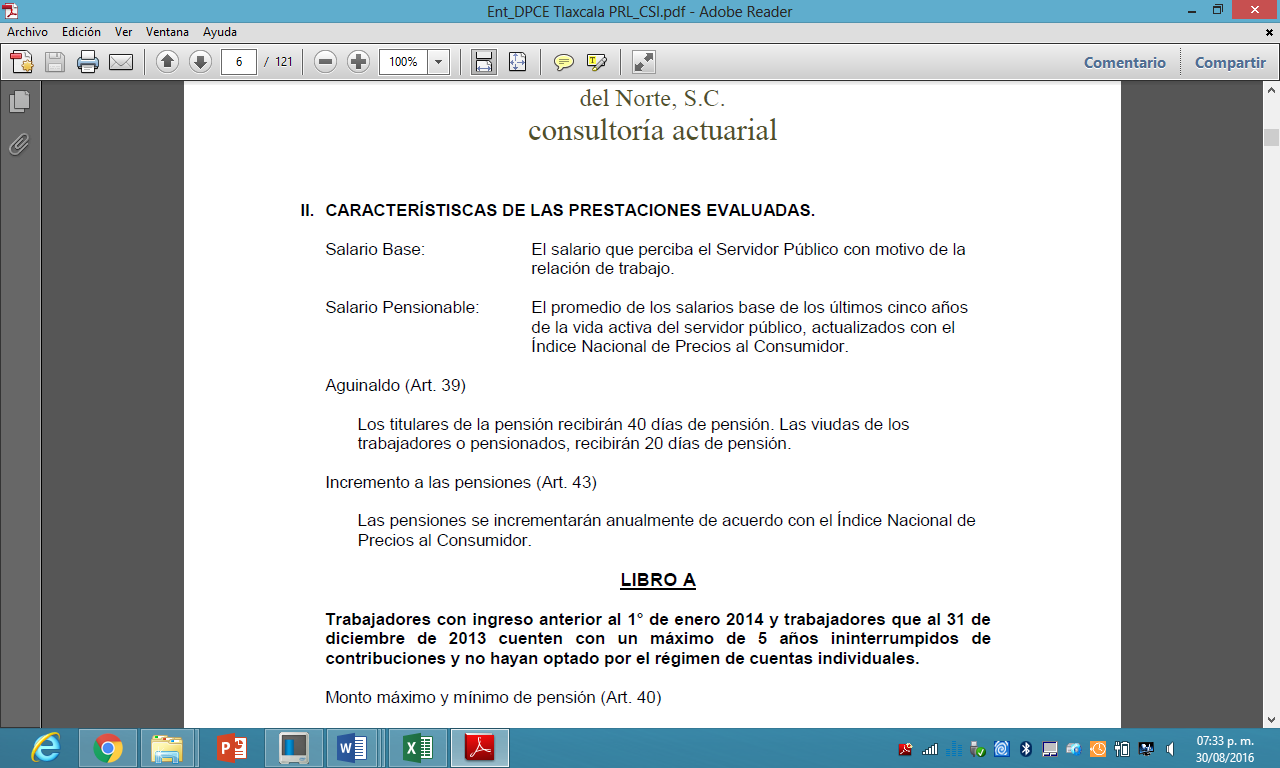 Ent_DPCE Tlaxcala PRL_CSI.pdf - Adobe Reader
Archivo Edición Ver Ventana Ayuda
6 / 121 100% Comentario Compartir
del Norte, S.C.
consultoría actuarial
II. CARACTERÍSTISCAS DE LAS PRESTACIONES EVALUADAS.
Salario Base: El salario que perciba el Servidor Público con motivo de la
relación de trabajo.
Salario Pensionable: El promedio de los salarios base de los últimos cinco años
de la vida activa del servidor público, actualizados con el
Índice Nacional de Precios al Consumidor.
Aguinaldo (Art. 39)
Los titulares de la pensión recibirán 40 días de pensión. Las viudas de los
trabajadores o pensionados, recibirán 20 días de pensión.
Incremento a las pensiones (Art. 43)
Las pensiones se incrementarán anualmente de acuerdo con el Índice Nacional de
Precios al Consumidor.
LIBRO A
Trabajadores con ingreso anterior al 1° de enero 2014 y trabajadores que al 31 de
diciembre de 2013 cuenten con un máximo de 5 años ininterrumpidos de
contribuciones y no hayan optado por el régimen de cuentas individuales.
Monto máximo y mínimo de pensión (Art. 40)
07:33 p. m.
30/08/2016